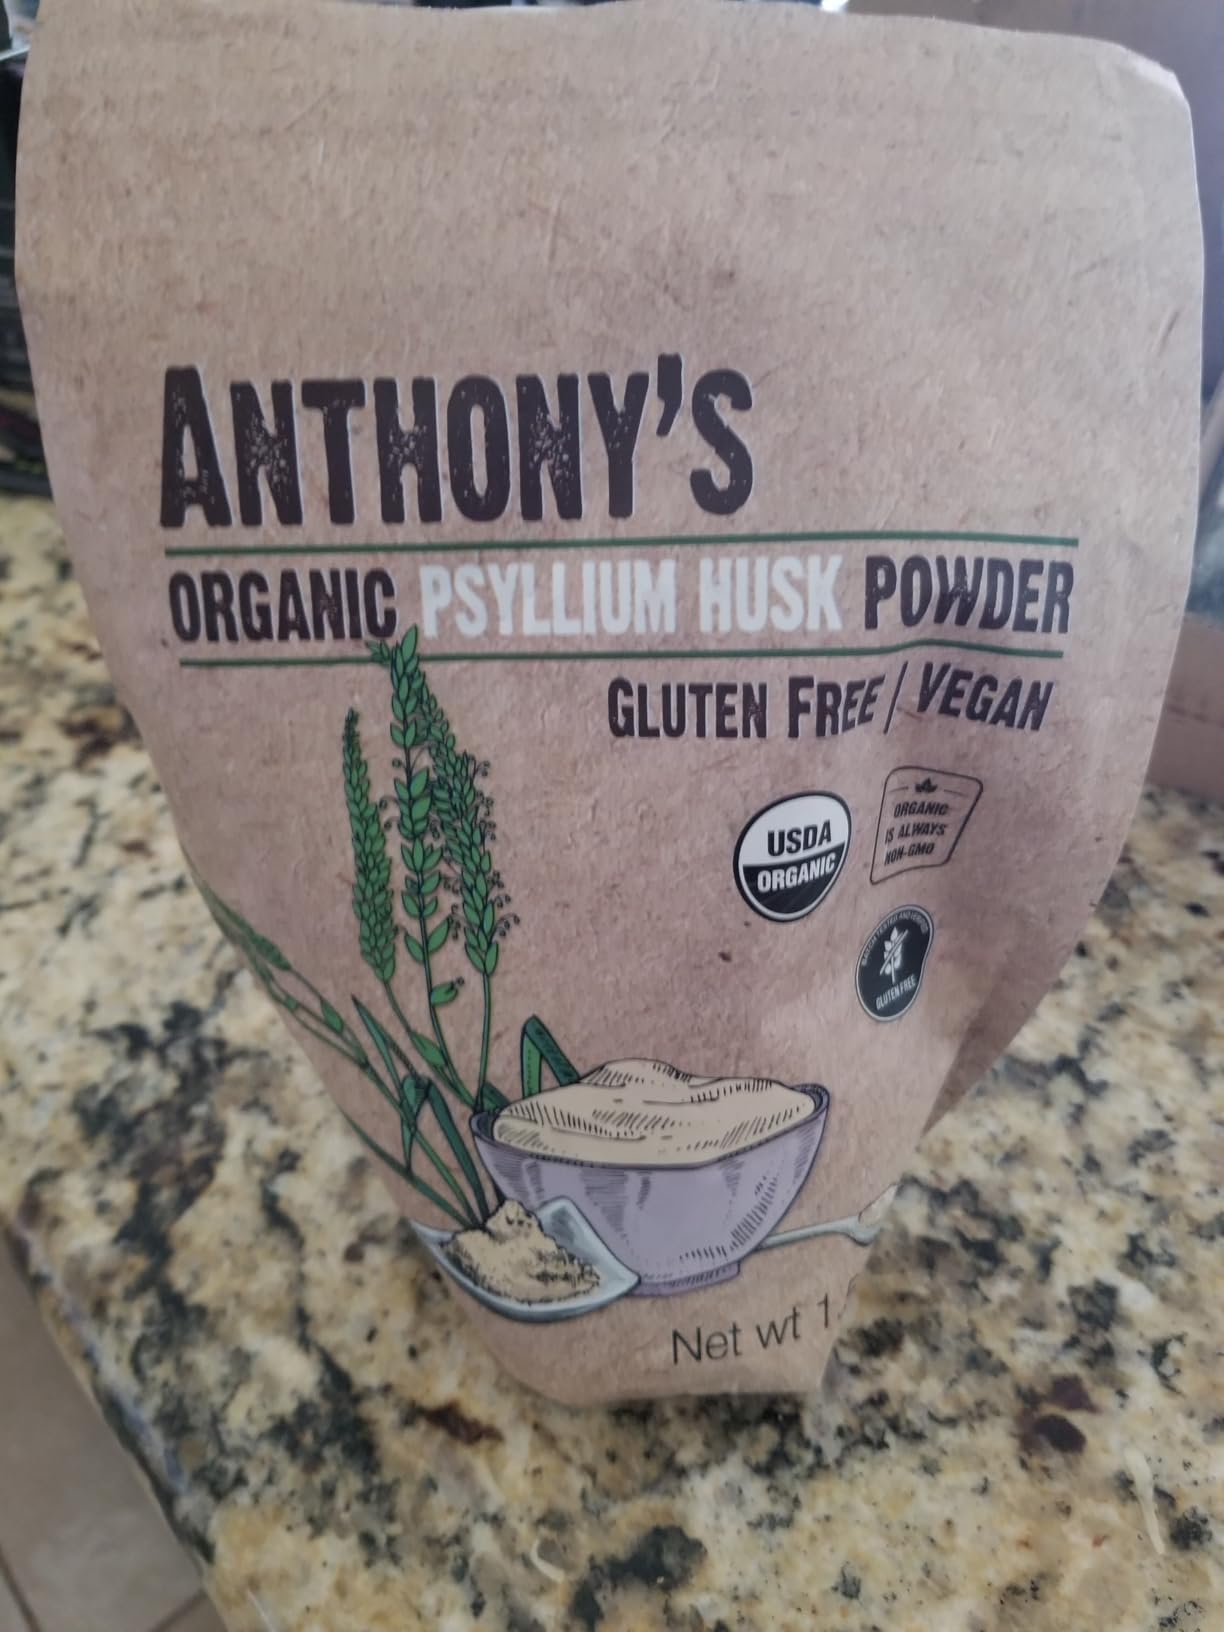 ANTHONY'S
ORGANIC PSYLLIUM HUSK POWDER
GLUTEN FREE / VEGAN
USDA
ORGANIC
ORGANIC
IS ALWAYS
NON-GMO
GLUTEN FREE
Net wt 1.